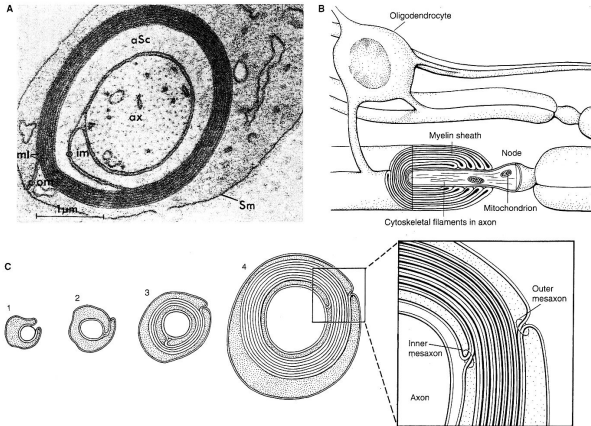 A
aSc
ax
ml
im
om
1µm
Sm
B
Oligodendrocyte
Myelin sheath
Node
Mitochondrion
Cytoskeletal filaments in axon
C
1
2
3
4
Outer
mesaxon
Inner
mesaxon
Axon